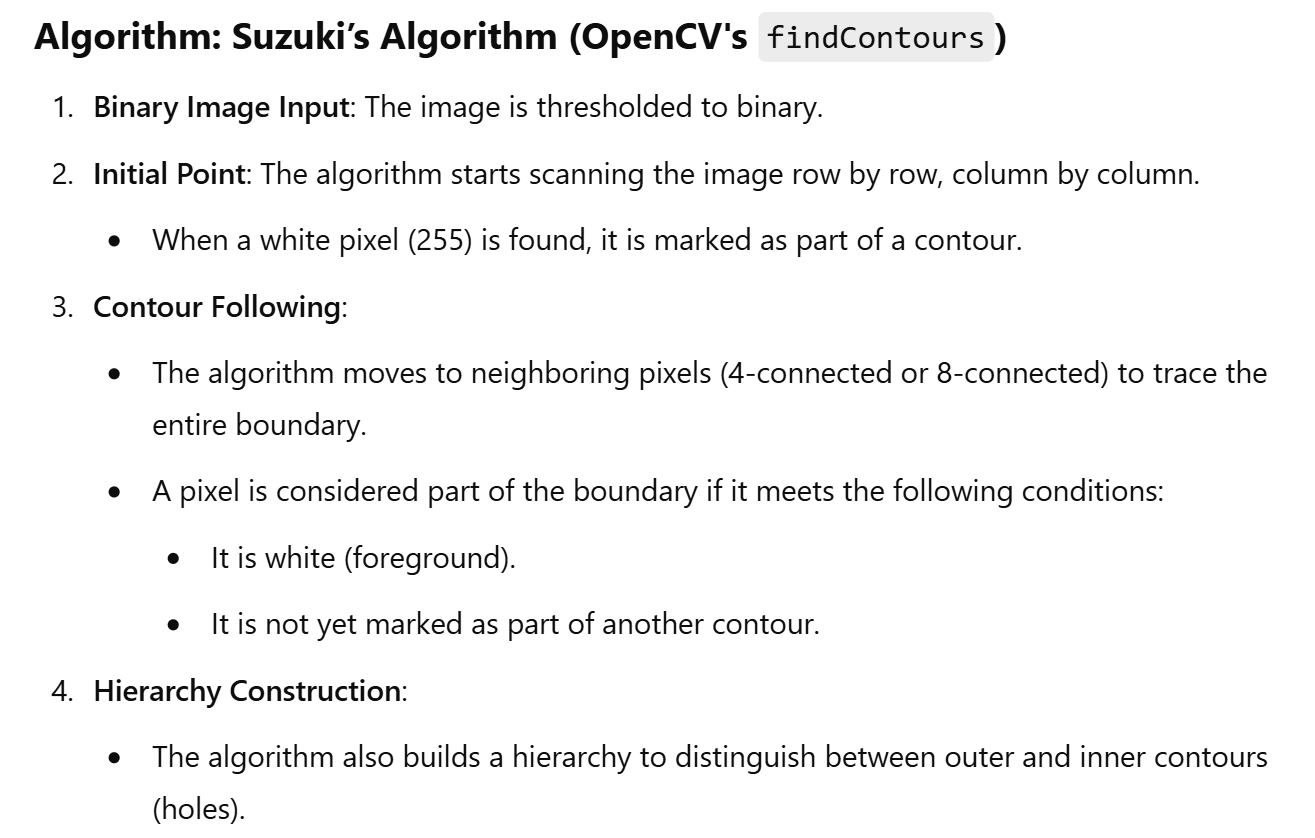 Algorithm: Suzuki’s Algorithm (OpenCV's findContours)
1. Binary Image Input: The image is thresholded to binary.
2. Initial Point: The algorithm starts scanning the image row by row, column by column.
• When a white pixel (255) is found, it is marked as part of a contour.
3. Contour Following:
• The algorithm moves to neighboring pixels (4-connected or 8-connected) to trace the
entire boundary.
• A pixel is considered part of the boundary if it meets the following conditions:
• It is white (foreground).
• It is not yet marked as part of another contour.
4. Hierarchy Construction:
• The algorithm also builds a hierarchy to distinguish between outer and inner contours
(holes).